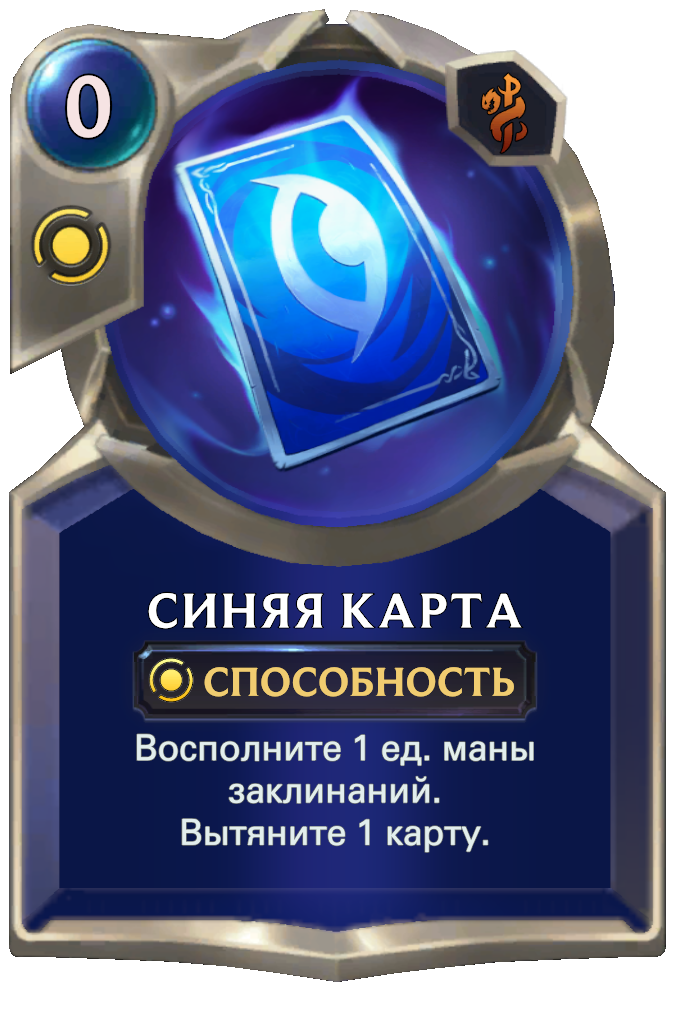 0
СИНЯЯ КАРТА
СПОСОБНОСТЬ
Восполните 1 ед. маны
заклинаний.
Вытяните 1 карту.